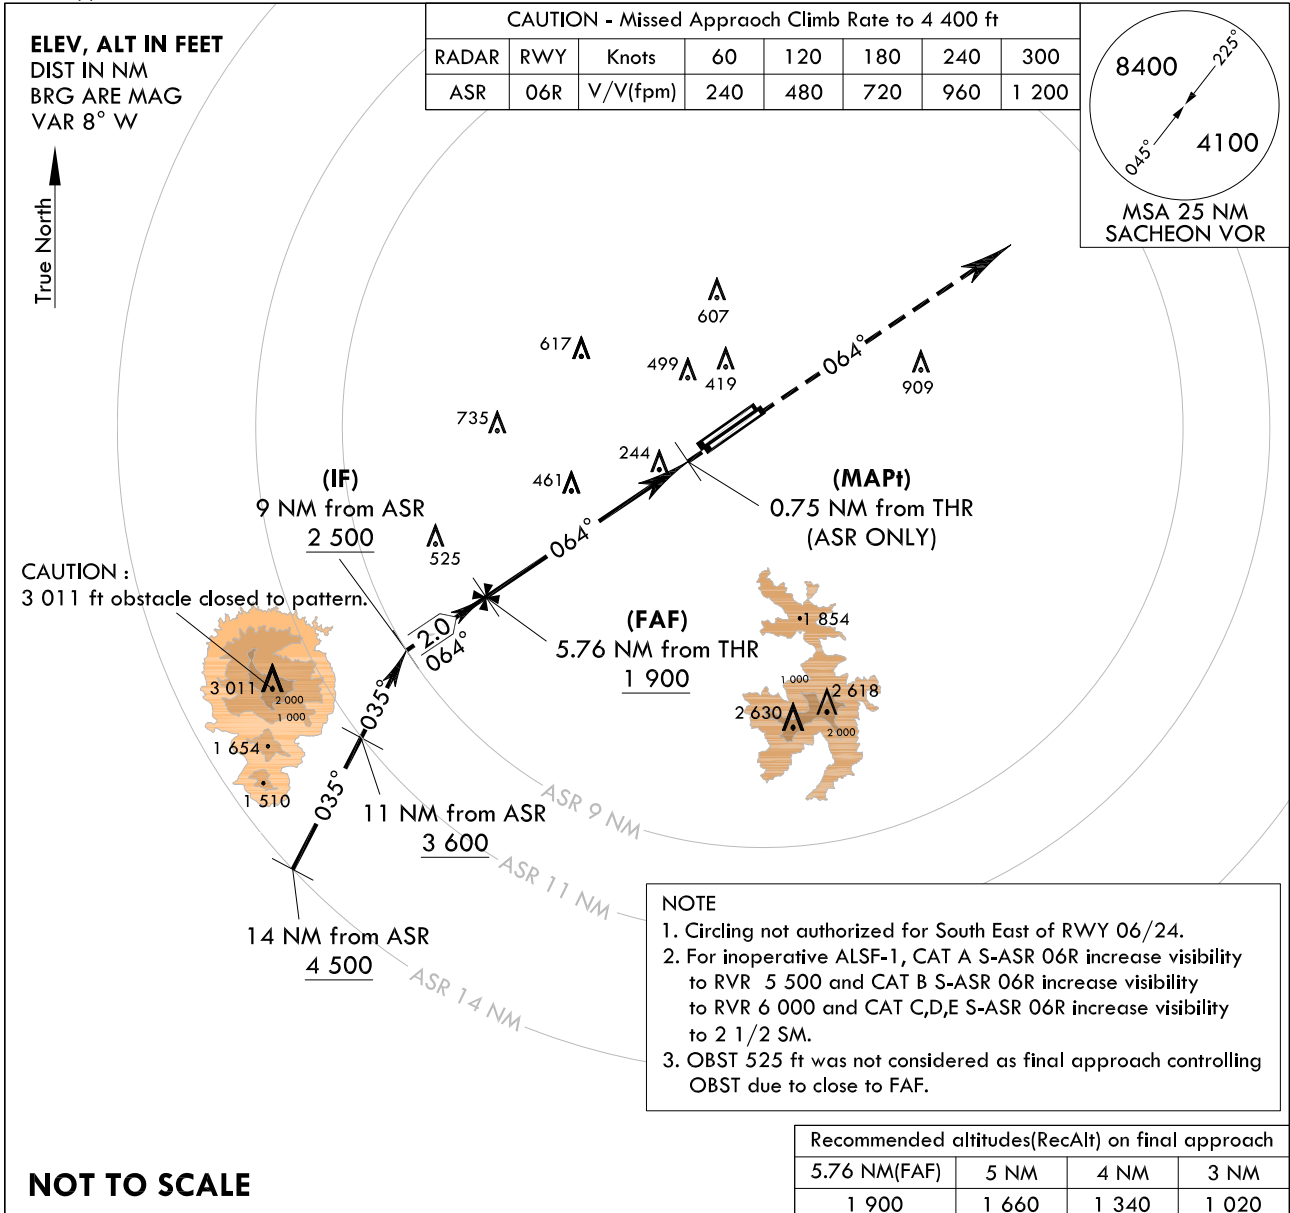 ELEV, ALT IN FEET
DIST IN NM
BRG ARE MAG
VAR 8° W
True North
CAUTION - Missed Appraoch Climb Rate to 4 400 ft
RADAR RWY Knots 60 120 180 240 300
ASR 06R V/V(fpm) 240 480 720 960 1 200
8400
225°
045°
4100
MSA 25 NM
SACHEON VOR
607
617
499
419
909
064°
735
244
461
525
(IF)
9 NM from ASR
2 500
(MAPt)
0.75 NM from THR
(ASR ONLY)
064°
CAUTION :
3 011 ft obstacle closed to pattern.
2.0
064°
(FAF)
5.76 NM from THR
1 900
3 011
2 000
1 000
1 654
1 510
035°
035°
1 854
1 000
2 618
2 630
2 000
11 NM from ASR
3 600
14 NM from ASR
4 500
ASR 9 NM
ASR 11 NM
ASR 14 NM
NOTE
1. Circling not authorized for South East of RWY 06/24.
2. For inoperative ALSF-1, CAT A S-ASR 06R increase visibility
to RVR 5 500 and CAT B S-ASR 06R increase visibility
to RVR 6 000 and CAT C,D,E S-ASR 06R increase visibility
to 2 1/2 SM.
3. OBST 525 ft was not considered as final approach controlling
OBST due to close to FAF.
NOT TO SCALE
Recommended altitudes(RecAlt) on final approach
5.76 NM(FAF) 5 NM 4 NM 3 NM
1 900 1 660 1 340 1 020